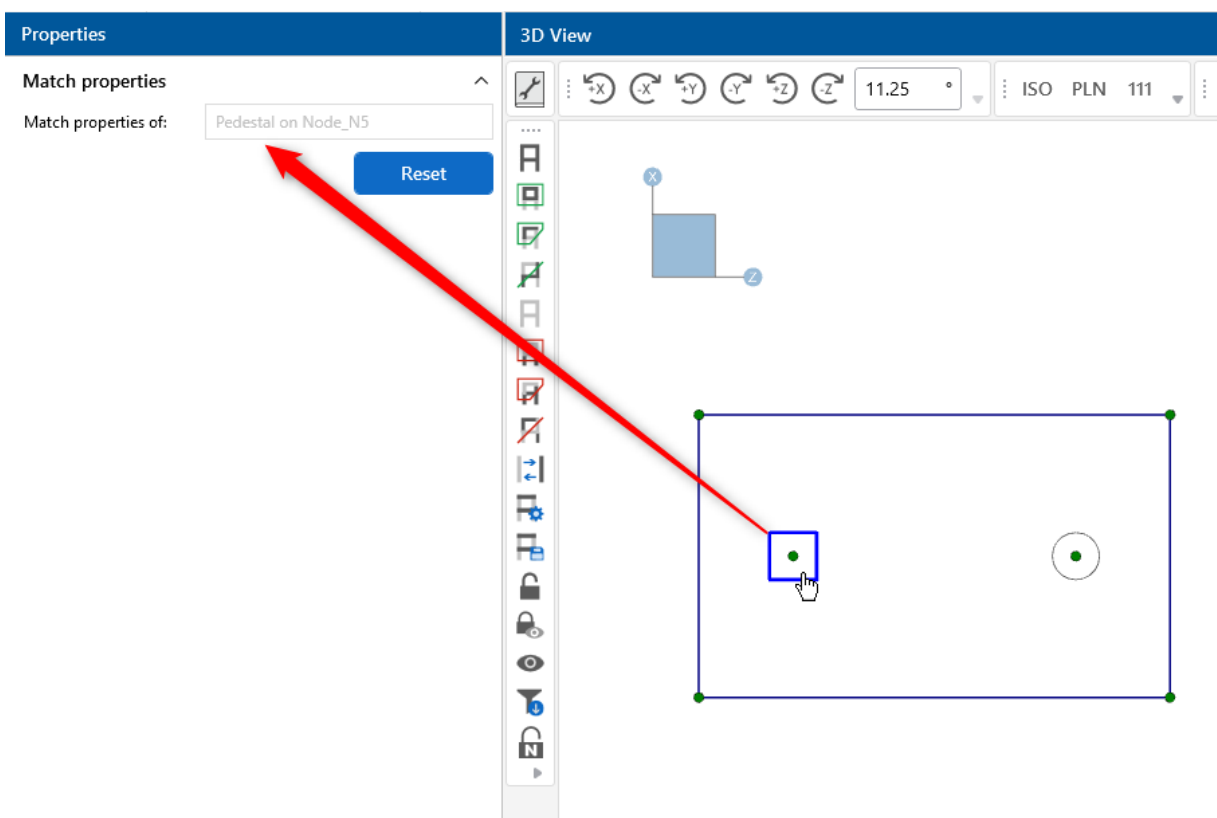 Properties
3D View
Match properties
Match properties of:
Pedestal on Node_N5
Reset
+X -X +Y -Y +Z -Z 11.25 °
ISO PLN 111
X
Z
N